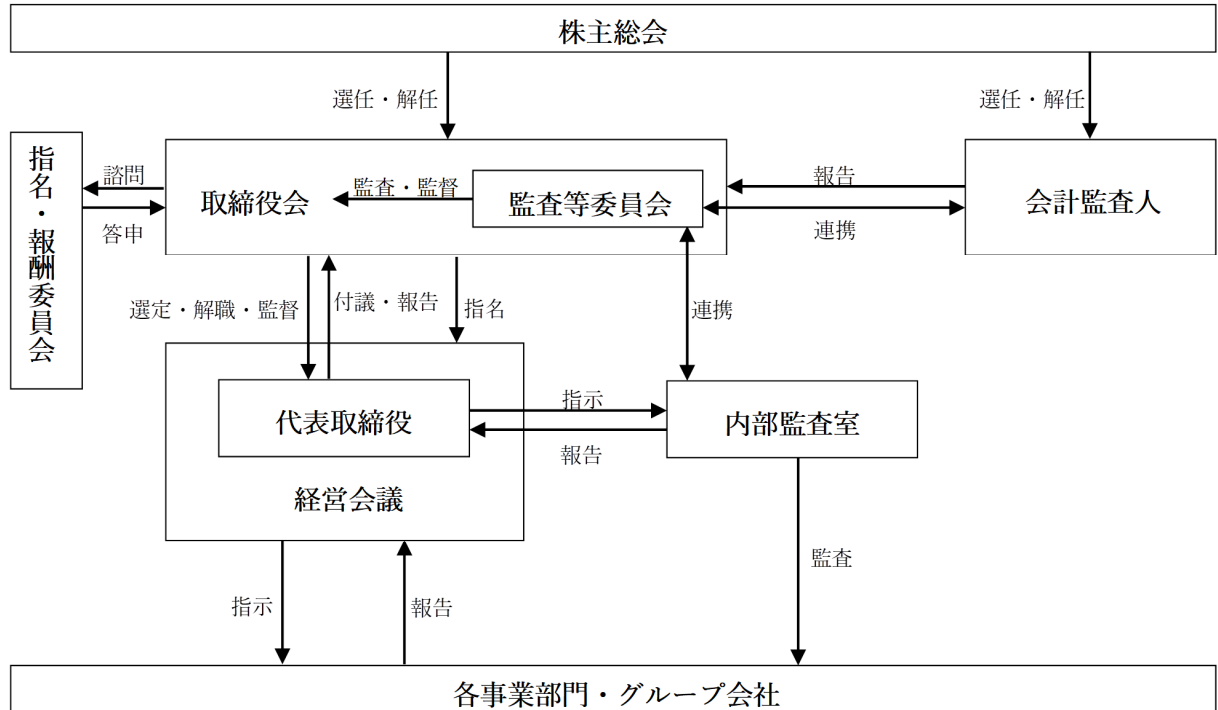 株主総会
選任・解任
選任・解任
指名・報酬委員会
諮問
答申
取締役会
監査・監督
監査等委員会
報告
連携
会計監査人
選定・解職・監督
付議・報告
指名
連携
代表取締役
指示
報告
内部監査室
経営会議
監査
指示
報告
各事業部門・グループ会社